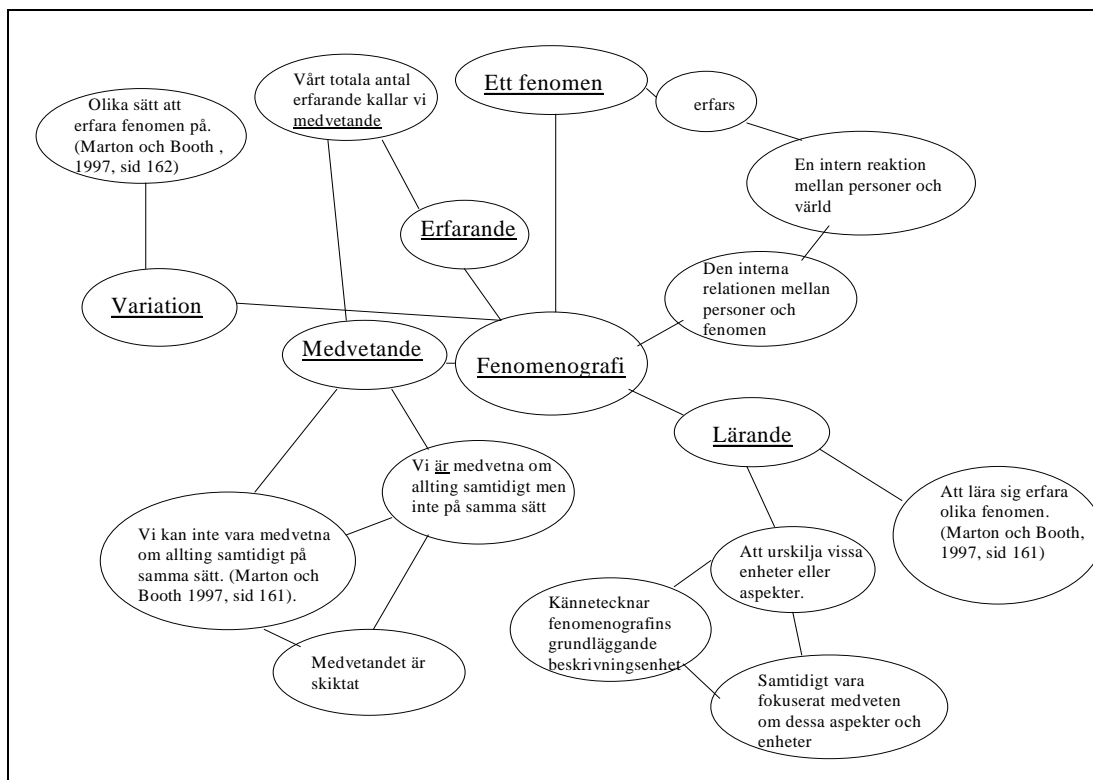 Olika sätt att
erfara fenomen på.
(Marton och Booth ,
1997, sid 162)
Vårt totala antal
erfarande kallar vi
medvetande
Ett fenomen
erfars
En intern reaktion
mellan personer och
värld
Erfarande
Den interna
relationen mellan
personer och
fenomen
Variation
Medvetande
Fenomenografi
Lärande
Vi är medvetna om
allting samtidigt men
inte på samma sätt
Att lära sig erfara
olika fenomen.
(Marton och Booth,
1997, sid 161)
Vi kan inte vara medvetna
om allting samtidigt på
samma sätt. (Marton och
Booth 1997, sid 161).
Att urskilja vissa
enheter eller
aspekter.
Kännetecknar
fenomenografins
grundläggande
beskrivningsenhet
Medvetandet är
skiktat
Samtidigt vara
fokuserat medveten
om dessa aspekter och
enheter